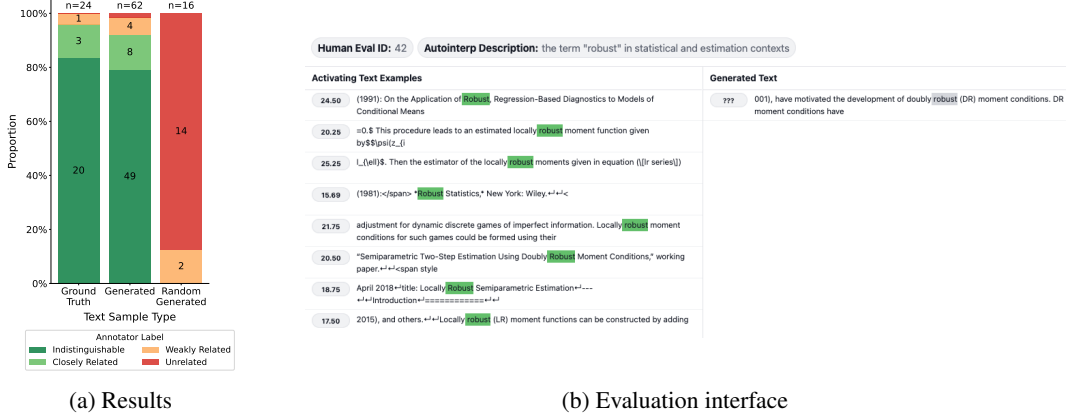 n=24 n=62 n=16
100%
80%
60%
40%
20%
0%
Proportion
1
3
20
4
8
49
14
2
Ground Truth
Generated
Random Generated
Text Sample Type
Annotator Label
Indistinguishable
Closely Related
Weakly Related
Unrelated
(a) Results
Human Eval ID: 42 Autointerp Description: the term "robust" in statistical and estimation contexts
Activating Text Examples
24.50 (1991): On the Application of Robust, Regression-Based Diagnostics to Models of
Conditional Means
20.25 =0.$ This procedure leads to an estimated locally robust moment function given
by$$\psi(z_{i
25.25 l_{\ell}$. Then the estimator of the locally robust moments given in equation (\[lr series\])
15.69 (1981):</span> *Robust Statistics,* New York: Wiley.↵↵<
21.75 adjustment for dynamic discrete games of imperfect information. Locally robust moment
conditions for such games could be formed using their
20.50 "Semiparametric Two-Step Estimation Using Doubly Robust Moment Conditions," working
paper.↵↵<span style
18.75 April 2018↵title: Locally Robust Semiparametric Estimation↵---
↵↵Introduction↵============↵↵
17.50 2015), and others.↵↵Locally robust (LR) moment functions can be constructed by adding
Generated Text
??? 001), have motivated the development of doubly robust (DR) moment conditions. DR
moment conditions have
(b) Evaluation interface